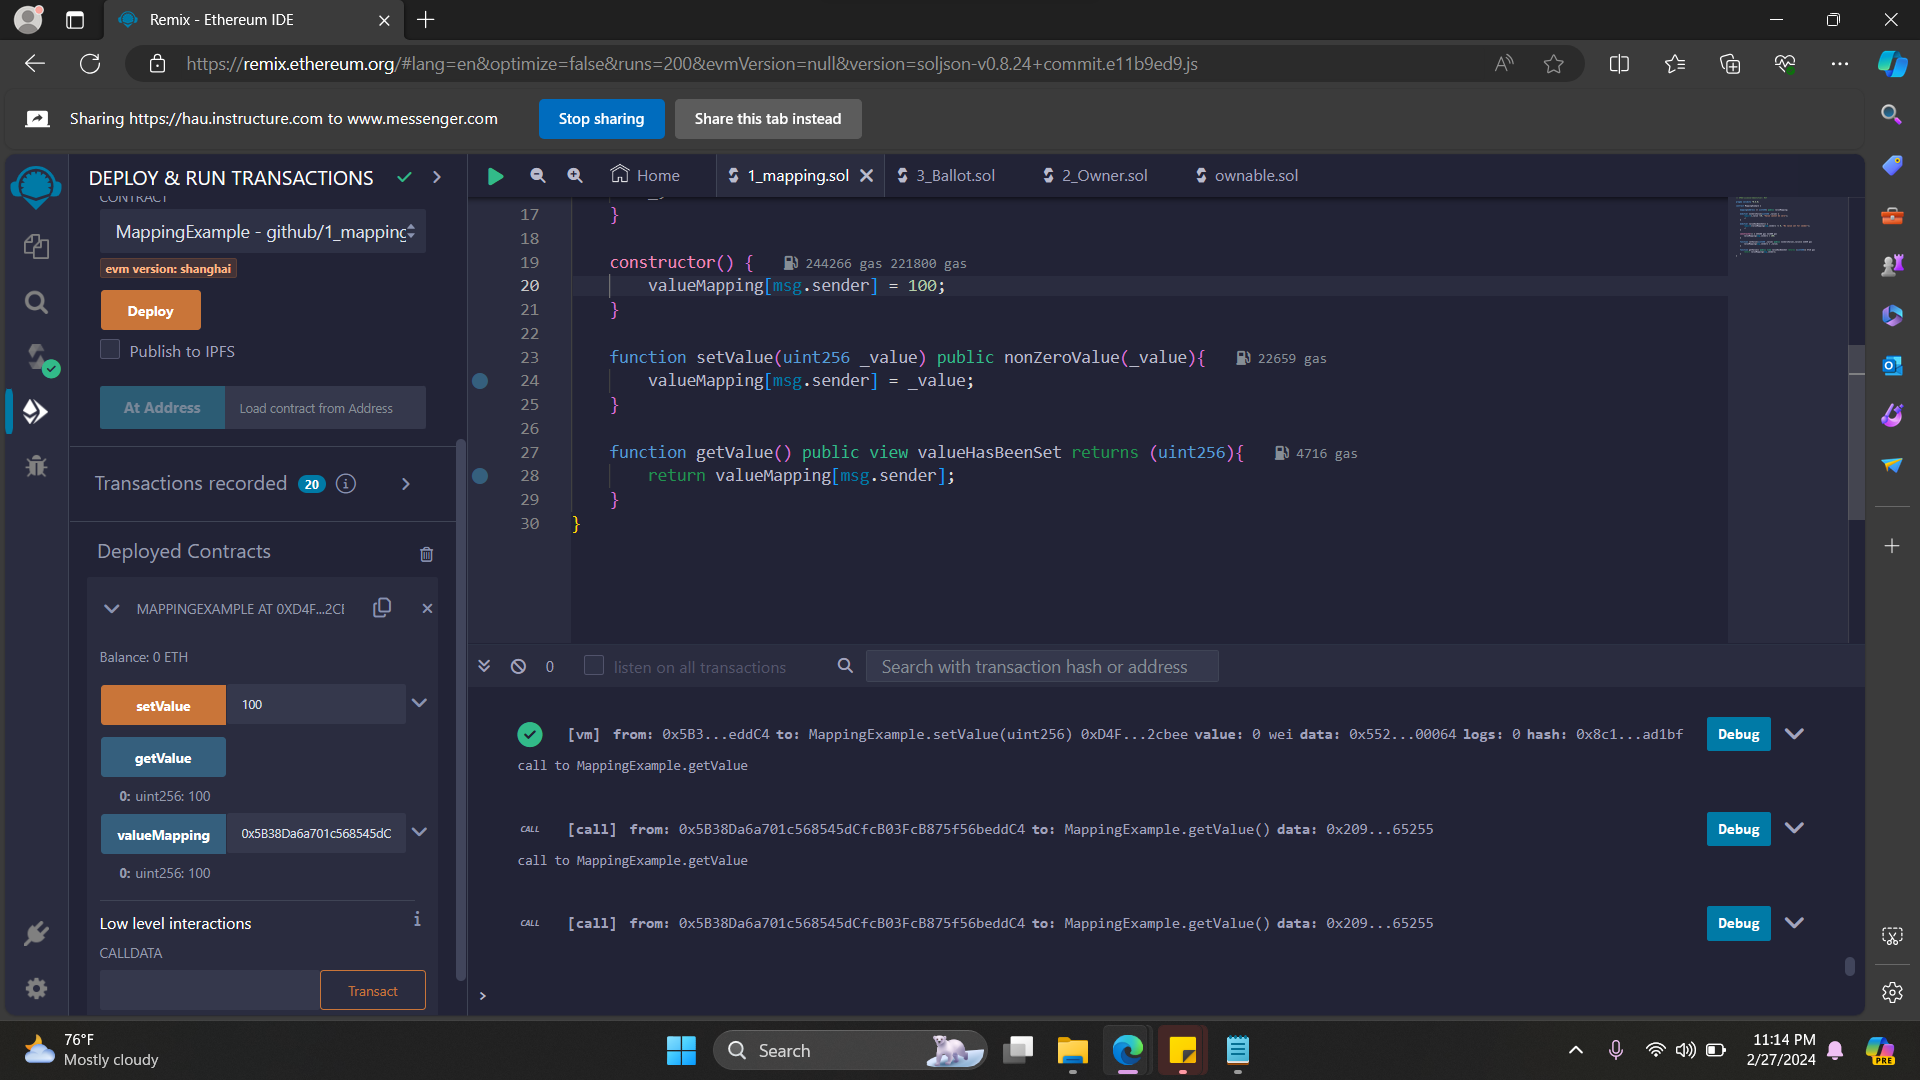 Remix - Ethereum IDE
https://remix.ethereum.org/#lang=en&optimize=false&runs=200&evmVersion=null&version=soljson-v0.8.24+commit.e11b9ed9.js
Sharing https://hau.instructure.com to www.messenger.com
Stop sharing
Share this tab instead
DEPLOY & RUN TRANSACTIONS
CONTRACT
MappingExample - github/1_mapping
evm version: shanghai
Deploy
Publish to IPFS
At Address
Load contract from Address
Transactions recorded 20 i
Deployed Contracts
MAPPINGEXAMPLE AT 0XD4F...2CE
Balance: 0 ETH
setValue
100
getValue
0: uint256: 100
valueMapping
0x5B38Da6a701c568545dC
0: uint256: 100
Low level interactions
i
CALLDATA
Transact
Home
1_mapping.sol
3_Ballot.sol
2_Owner.sol
ownable.sol
17 }
18
19 constructor() { 244266 gas 221800 gas
20 valueMapping[msg.sender] = 100;
21 }
22
23 function setValue(uint256 _value) public nonZeroValue(_value){ 22659 gas
24 valueMapping[msg.sender] = _value;
25 }
26
27 function getValue() public view valueHasBeenSet returns (uint256){ 4716 gas
28 return valueMapping[msg.sender];
29 }
30 }
0
listen on all transactions
Search with transaction hash or address
[vm] from: 0x5B3...eddC4 to: MappingExample.setValue(uint256) 0xD4F...2cbee value: 0 wei data: 0x552...00064 logs: 0 hash: 0x8c1...ad1bf
Debug
call to MappingExample.getValue
CALL [call] from: 0x5B38Da6a701c568545dCfcB03FcB875f56beddC4 to: MappingExample.getValue() data: 0x209...65255
Debug
call to MappingExample.getValue
CALL [call] from: 0x5B38Da6a701c568545dCfcB03FcB875f56beddC4 to: MappingExample.getValue() data: 0x209...65255
Debug
>
76°F
Mostly cloudy
Search
11:14 PM
2/27/2024
PRE